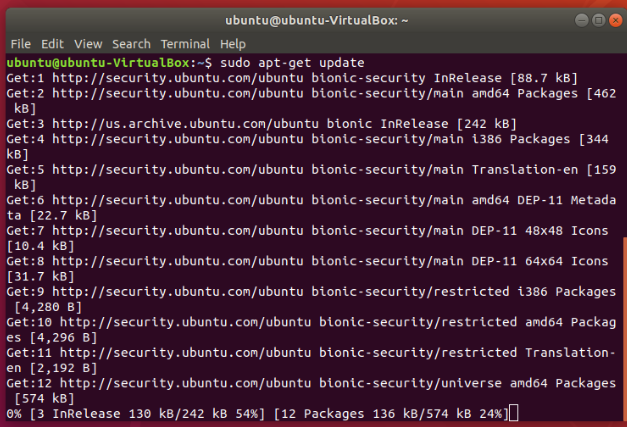 ubuntu@ubuntu-VirtualBox: ~
File Edit View Search Terminal Help
ubuntu@ubuntu-VirtualBox:~$ sudo apt-get update
Get:1 http://security.ubuntu.com/ubuntu bionic-security InRelease [88.7 kB]
Get:2 http://security.ubuntu.com/ubuntu bionic-security/main amd64 Packages [462
 kB]
Get:3 http://us.archive.ubuntu.com/ubuntu bionic InRelease [242 kB]
Get:4 http://security.ubuntu.com/ubuntu bionic-security/main i386 Packages [344
kB]
Get:5 http://security.ubuntu.com/ubuntu bionic-security/main Translation-en [159
 kB]
Get:6 http://security.ubuntu.com/ubuntu bionic-security/main amd64 DEP-11 Metada
ta [22.7 kB]
Get:7 http://security.ubuntu.com/ubuntu bionic-security/main DEP-11 48x48 Icons
[10.4 kB]
Get:8 http://security.ubuntu.com/ubuntu bionic-security/main DEP-11 64x64 Icons
[31.7 kB]
Get:9 http://security.ubuntu.com/ubuntu bionic-security/restricted i386 Packages
 [4,280 B]
Get:10 http://security.ubuntu.com/ubuntu bionic-security/restricted amd64 Packag
es [4,296 B]
Get:11 http://security.ubuntu.com/ubuntu bionic-security/restricted Translation-
en [2,192 B]
Get:12 http://security.ubuntu.com/ubuntu bionic-security/universe amd64 Packages
 [574 kB]
0% [3 InRelease 130 kB/242 kB 54%] [12 Packages 136 kB/574 kB 24%]